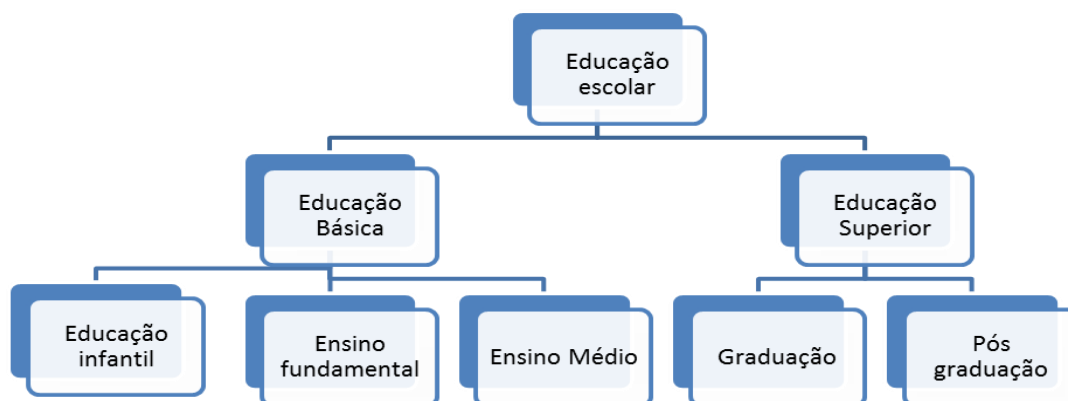 Educação
escolar
Educação
Básica
Educação
Superior
Educação
infantil
Ensino
fundamental
Ensino Médio
Graduação
Pós
graduação